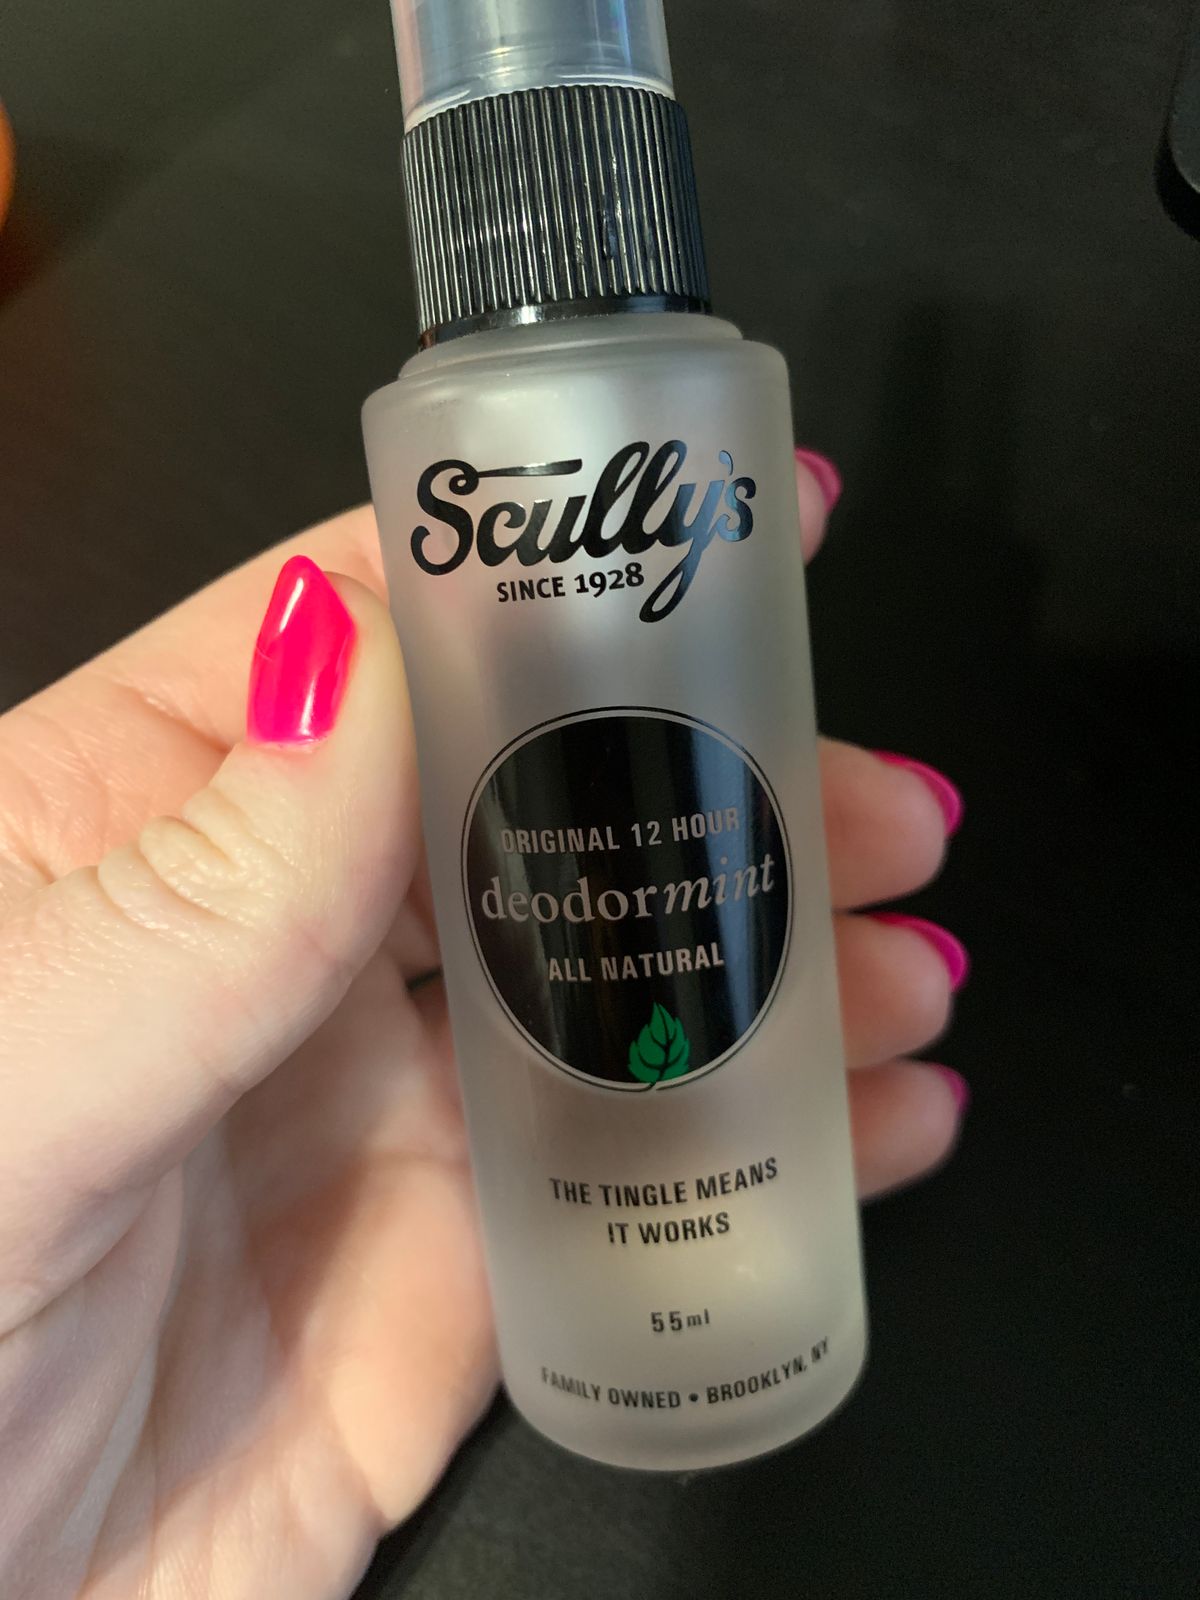 Scully's
SINCE 1928
ORIGINAL 12 HOUR
deodormint
ALL NATURAL
THE TINGLE MEANS
IT WORKS
55ml
FAMILY OWNED • BROOKLYN, NY